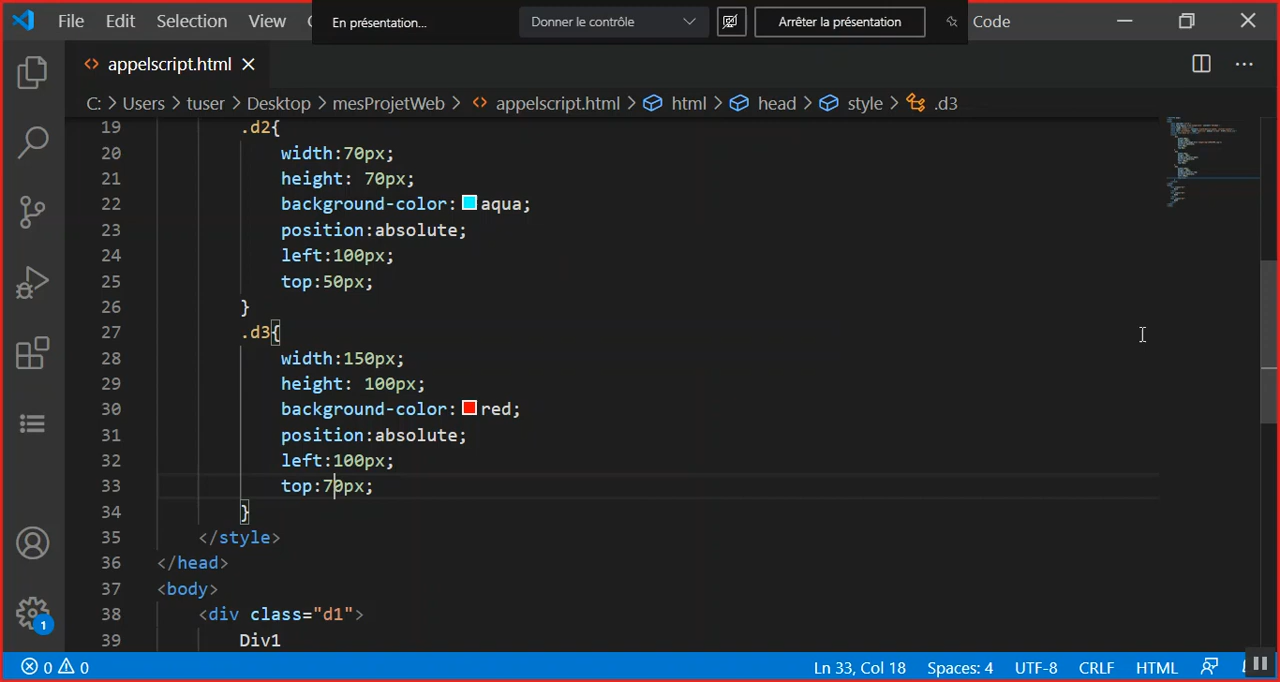 File Edit Selection View
En présentation...
Donner le contrôle
Arrêter la présentation
Code
appelscript.html
C: > Users > tuser > Desktop > mesProjetWeb > appelscript.html > html > head > style > .d3
19 .d2{
20 width:70px;
21 height: 70px;
22 background-color: aqua;
23 position:absolute;
24 left:100px;
25 top:50px;
26 }
27 .d3{
28 width:150px;
29 height: 100px;
30 background-color: red;
31 position:absolute;
32 left:100px;
33 top:70px;
34 }
35 </style>
36 </head>
37 <body>
38 <div class="d1">
39 Div1
1
0 0
Ln 33, Col 18 Spaces: 4 UTF-8 CRLF HTML